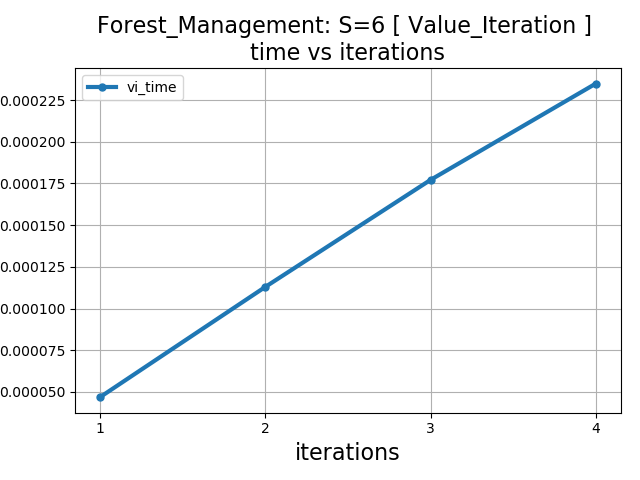 Forest_Management: S=6 [ Value_Iteration ]
time vs iterations
vi_time
0.000225
0.000200
0.000175
0.000150
0.000125
0.000100
0.000075
0.000050
1 2 3 4
iterations